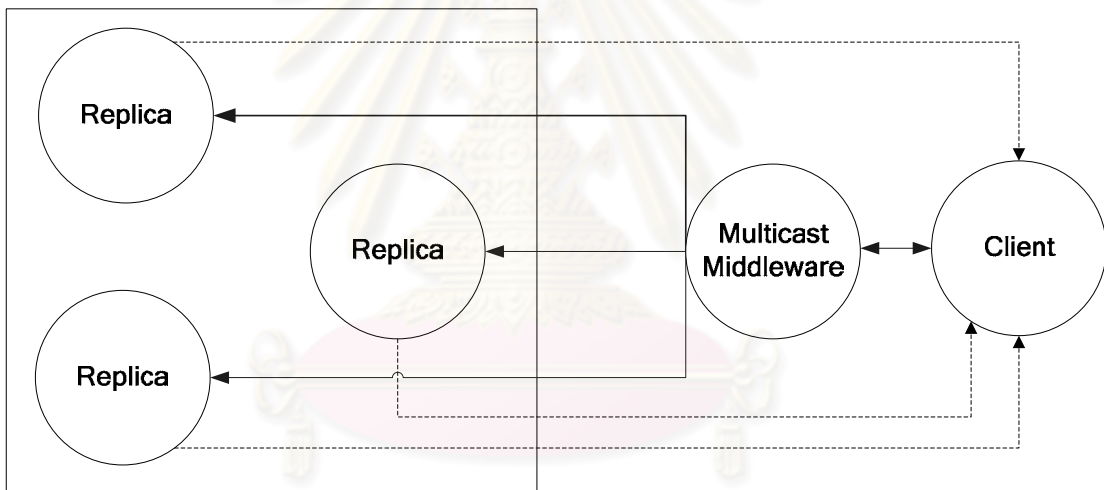 Replica
Replica
Multicast
Middleware
Client
Replica